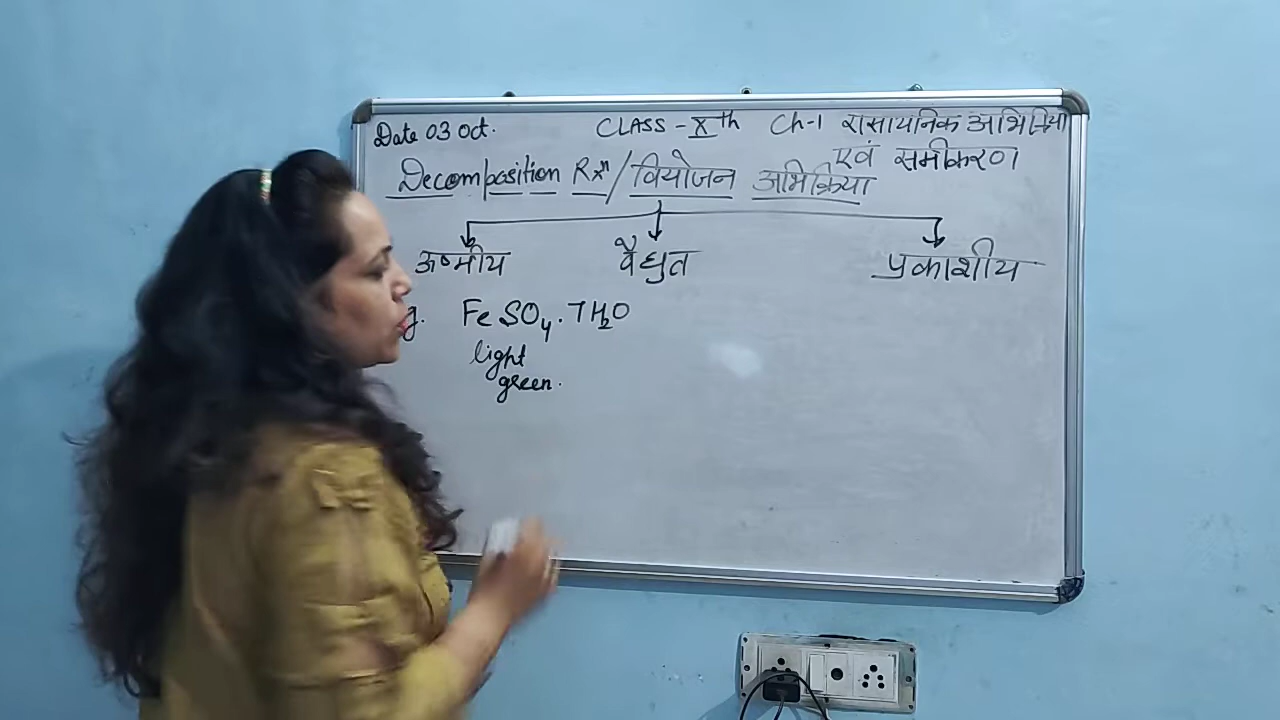 Date 03 Oct. CLASS - Xth Ch-1 रासायनिक अभिक्रिया
एवं समीकरण
Decomposition Rxn / वियोजन अभिक्रिया
ऊष्मीय वैद्युत प्रकाशीय
g. FeSO4.7H2O
light
green.